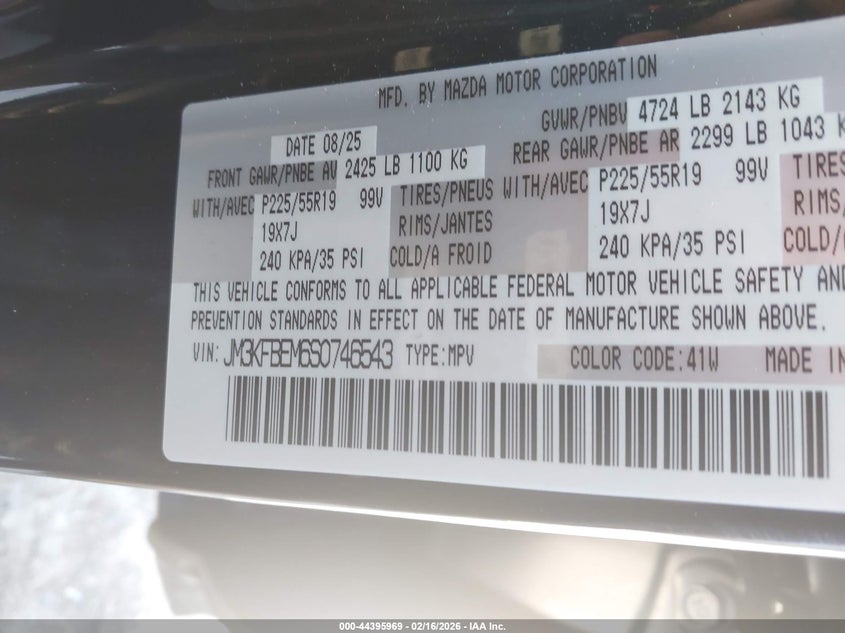 MFD. BY MAZDA MOTOR CORPORATION
DATE 08/25 GVWR/PNBV 4724 LB 2143 KG
FRONT GAWR/PNBE AV 2425 LB 1100 KG REAR GAWR/PNBE AR 2299 LB 1043
WITH/AVEC P225/55R19 99V TIRES/PNEUS WITH/AVEC P225/55R19 99V TIRES
19X7J RIMS/JANTES 19X7J RIMS/
240 KPA/35 PSI COLD/A FROID 240 KPA/35 PSI COLD/
THIS VEHICLE CONFORMS TO ALL APPLICABLE FEDERAL MOTOR VEHICLE SAFETY AND
PREVENTION STANDARDS IN EFFECT ON THE DATE OF MANUFACTURE SHOWN ABOVE.
VIN: JM3KFBEM6S0746543 TYPE:MPV COLOR CODE:41W MADE IN
000-44395969 | 02/16/2026 - IAA Inc.